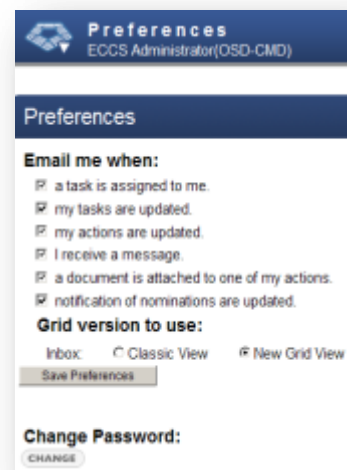 Preferences
ECCS Administrator(OSD-CMD)
Preferences
Email me when:
a task is assigned to me.
my tasks are updated.
my actions are updated.
I receive a message.
a document is attached to one of my actions.
notification of nominations are updated.
Grid version to use:
Inbox: Classic View New Grid View
Save Preferences
Change Password:
CHANGE